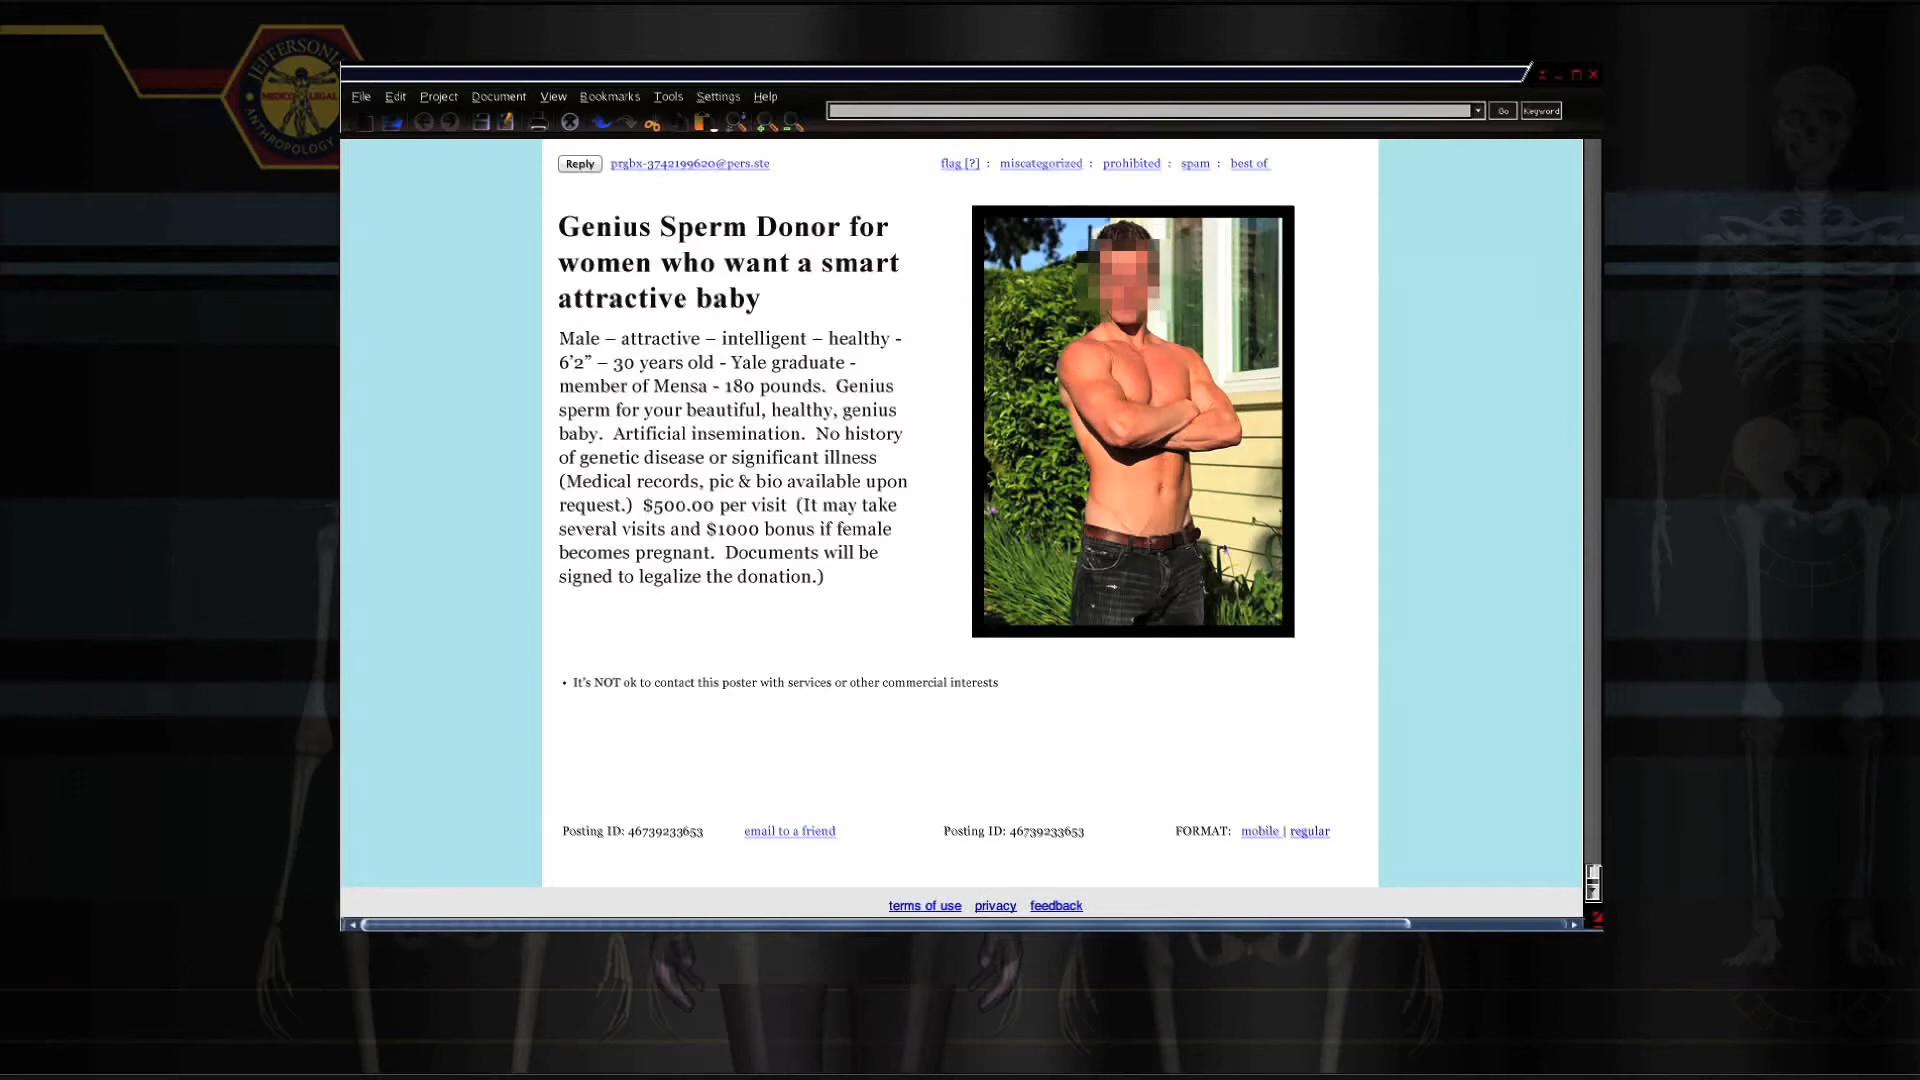 JEFFERSONIA
MEDICO LEGAL
ANTHROPOLOGY
File Edit Project Document View Bookmarks Tools Settings Help
Go Keyword
Reply prgbx-3742199620@pers.ste flag [?] : miscategorized : prohibited : spam : best of
Genius Sperm Donor for
women who want a smart
attractive baby
Male – attractive – intelligent – healthy -
6’2” – 30 years old - Yale graduate -
member of Mensa - 180 pounds. Genius
sperm for your beautiful, healthy, genius
baby. Artificial insemination. No history
of genetic disease or significant illness
(Medical records, pic & bio available upon
request.) $500.00 per visit (It may take
several visits and $1000 bonus if female
becomes pregnant. Documents will be
signed to legalize the donation.)
• It's NOT ok to contact this poster with services or other commercial interests
Posting ID: 46739233653 email to a friend Posting ID: 46739233653 FORMAT: mobile | regular
terms of use privacy feedback